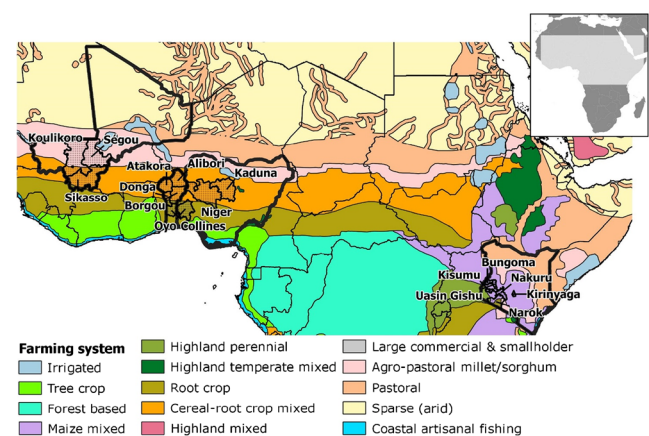 Koulikoro
Ségou
Atakora
Alibori
Kaduna
Donga
Sikasso
Borgou
Niger
Oyo Collines
Bungoma
Kisumu
Nakuru
Uasin Gishu
Kirinyaga
Narok
Farming system
Irrigated
Tree crop
Forest based
Maize mixed
Highland perennial
Highland temperate mixed
Root crop
Cereal-root crop mixed
Highland mixed
Large commercial & smallholder
Agro-pastoral millet/sorghum
Pastoral
Sparse (arid)
Coastal artisanal fishing